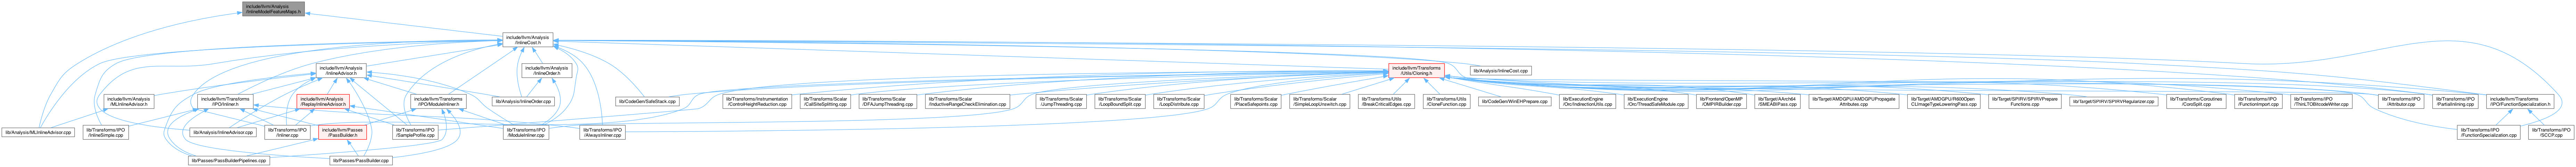 include/llvm/Analysis
/InlineModelFeatureMaps.h
include/llvm/Analysis
/InlineCost.h
include/llvm/Analysis
/InlineAdvisor.h
include/llvm/Analysis
/InlineOrder.h
include/llvm/Transforms
/Utils/Cloning.h
lib/Analysis/InlineCost.cpp
include/llvm/Analysis
/MLInlineAdvisor.h
include/llvm/Transforms
/IPO/Inliner.h
include/llvm/Analysis
/ReplayInlineAdvisor.h
include/llvm/Transforms
/IPO/ModuleInliner.h
lib/Analysis/InlineOrder.cpp
lib/CodeGen/SafeStack.cpp
lib/Transforms/Instrumentation
/ControlHeightReduction.cpp
lib/Transforms/Scalar
/CallSiteSplitting.cpp
lib/Transforms/Scalar
/DFAJumpThreading.cpp
lib/Transforms/Scalar
/InductiveRangeCheckElimination.cpp
lib/Transforms/Scalar
/JumpThreading.cpp
lib/Transforms/Scalar
/LoopBoundSplit.cpp
lib/Transforms/Scalar
/LoopDistribute.cpp
lib/Transforms/Scalar
/PlaceSafepoints.cpp
lib/Transforms/Scalar
/SimpleLoopUnswitch.cpp
lib/Transforms/Utils
/BreakCriticalEdges.cpp
lib/Transforms/Utils
/CloneFunction.cpp
lib/CodeGen/WinEHPrepare.cpp
lib/ExecutionEngine
/Orc/IndirectionUtils.cpp
lib/ExecutionEngine
/Orc/ThreadSafeModule.cpp
lib/Frontend/OpenMP
/OMPIRBuilder.cpp
lib/Target/AArch64
/SMEABIPass.cpp
lib/Target/AMDGPU/AMDGPUPropagate
Attributes.cpp
lib/Target/AMDGPU/R600Open
CLImageTypeLoweringPass.cpp
lib/Target/SPIRV/SPIRVPrepare
Functions.cpp
lib/Target/SPIRV/SPIRVRegularizer.cpp
lib/Transforms/Coroutines
/CoroSplit.cpp
lib/Transforms/IPO
/FunctionImport.cpp
lib/Transforms/IPO
/ThinLTOBitcodeWriter.cpp
lib/Transforms/IPO
/Attributor.cpp
lib/Transforms/IPO
/PartialInlining.cpp
include/llvm/Transforms
/IPO/FunctionSpecialization.h
lib/Analysis/MLInlineAdvisor.cpp
lib/Transforms/IPO
/InlineSimple.cpp
lib/Analysis/InlineAdvisor.cpp
lib/Transforms/IPO
/Inliner.cpp
include/llvm/Passes
/PassBuilder.h
lib/Transforms/IPO
/SampleProfile.cpp
lib/Transforms/IPO
/ModuleInliner.cpp
lib/Transforms/IPO
/AlwaysInliner.cpp
lib/Transforms/IPO
/FunctionSpecialization.cpp
lib/Transforms/IPO
/SCCP.cpp
lib/Passes/PassBuilderPipelines.cpp
lib/Passes/PassBuilder.cpp